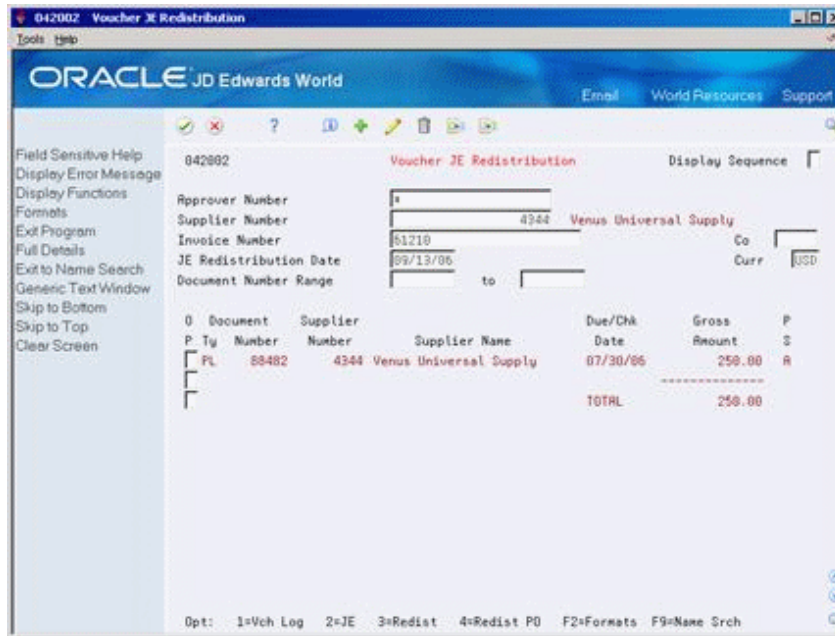 042002 Voucher JE Redistribution
Tools Help
ORACLE JD Edwards World
Email World Resources Support
?
Field Sensitive Help
Display Error Message
Display Functions
Formats
Exit Program
Full Details
Exit to Name Search
Generic Text Window
Skip to Bottom
Skip to Top
Clear Screen
042002 Voucher JE Redistribution Display Sequence
Approver Number *
Supplier Number 4344 Venus Universal Supply
Invoice Number 61210 Co
JE Redistribution Date 09/13/06 Curr USD
Document Number Range to
O Document Supplier Due/Chk Gross P
P Ty Number Number Supplier Name Date Amount S
PL 88482 4344 Venus Universal Supply 07/30/06 250.00 A
--------------
TOTAL 250.00
Opt: 1=Vch Log 2=JE 3=Redist 4=Redist PO F2=Formats F9=Name Srch